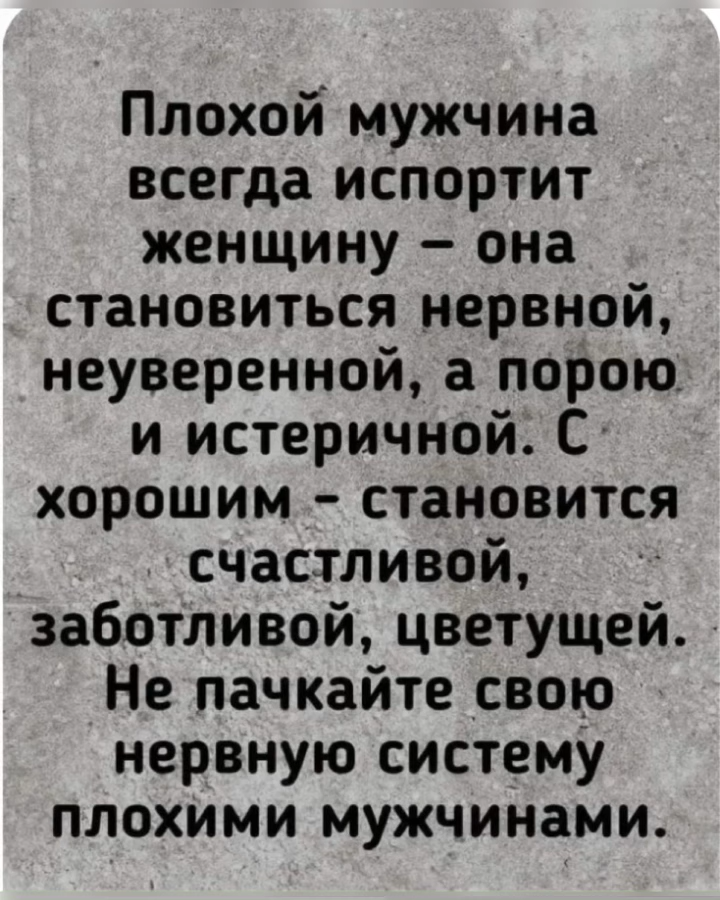 Плохой мужчина
всегда испортит
женщину – она
становиться нервной,
неуверенной, а порою
и истеричной. С
хорошим – становится
счастливой,
заботливой, цветущей.
Не пачкайте свою
нервную систему
плохими мужчинами.